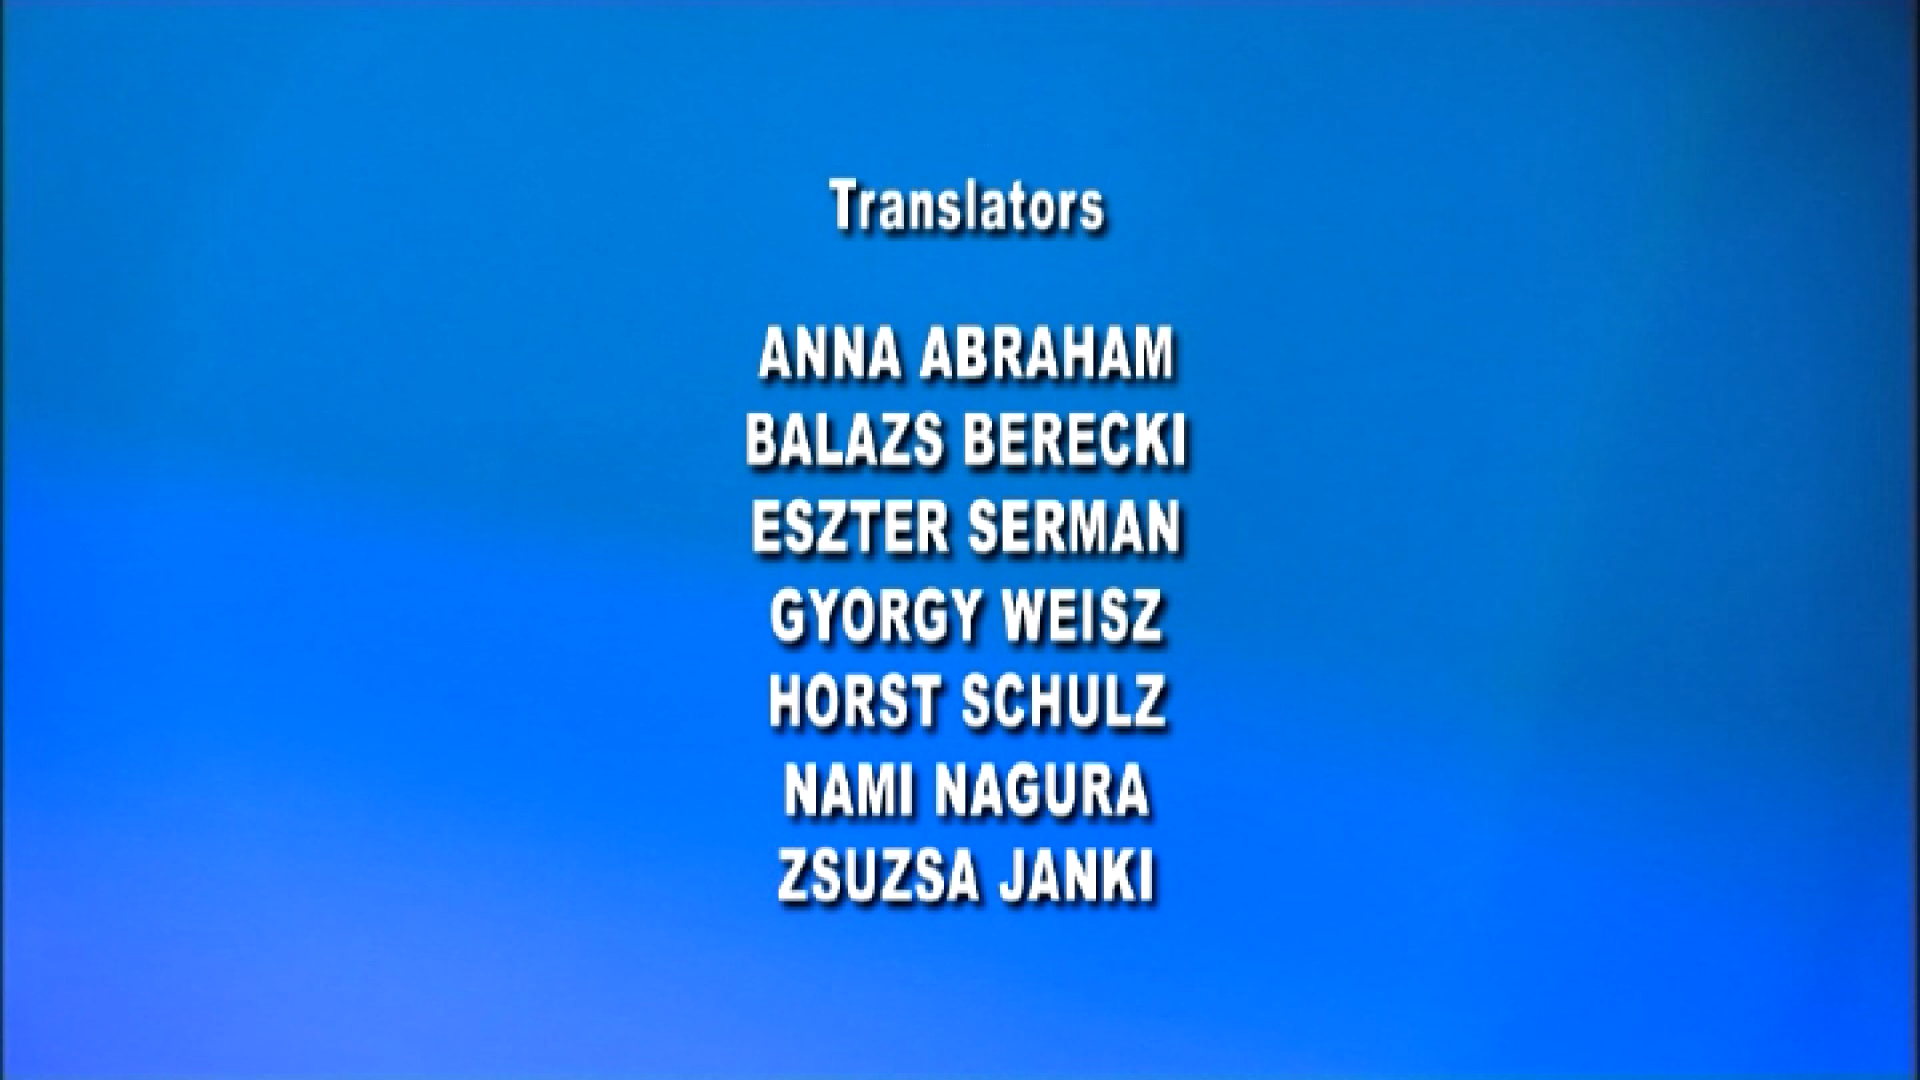 Translators
ANNA ABRAHAM
BALAZS BERECKI
ESZTER SERMAN
GYORGY WEISZ
HORST SCHULZ
NAMI NAGURA
ZSUZSA JANKI